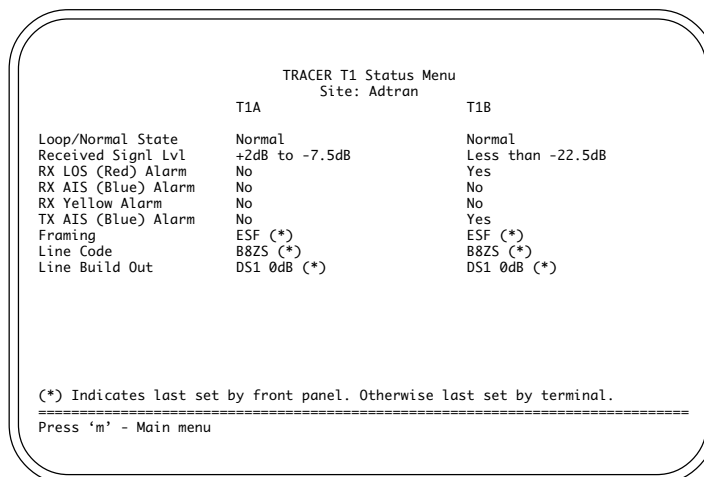 TRACER T1 Status Menu
Site: Adtran
T1A T1B
Loop/Normal State Normal Normal
Received Signl Lvl +2dB to -7.5dB Less than -22.5dB
RX LOS (Red) Alarm No Yes
RX AIS (Blue) Alarm No No
RX Yellow Alarm No No
TX AIS (Blue) Alarm No Yes
Framing ESF (*) ESF (*)
Line Code B8ZS (*) B8ZS (*)
Line Build Out DS1 0dB (*) DS1 0dB (*)
(*) Indicates last set by front panel. Otherwise last set by terminal.
===============================================================================
Press ‘m’ - Main menu